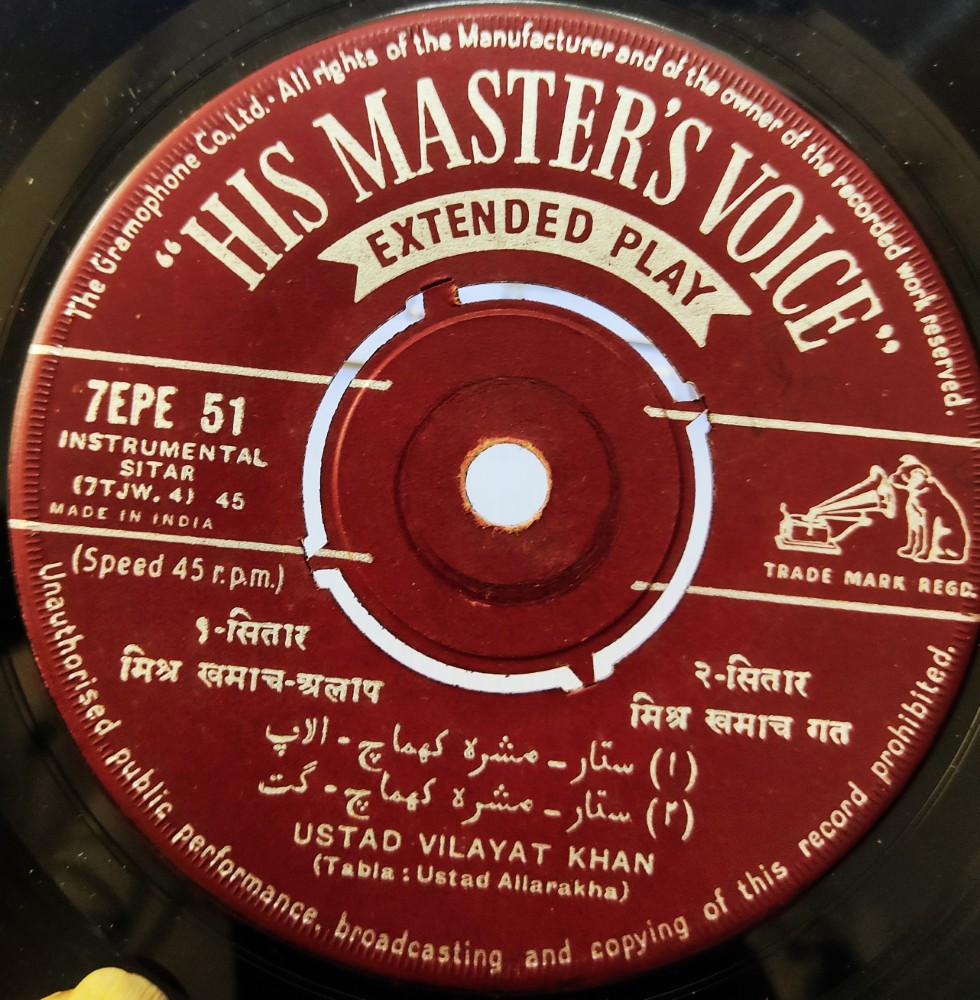 The Gramophone Co., Ltd. · All rights of the Manufacturer and of the owner of the recorded work reserved.
“HIS MASTER'S VOICE”
EXTENDED PLAY
7EPE 51
INSTRUMENTAL
SITAR
(7TJW. 4) 45
MADE IN INDIA
TRADE MARK REGD.
(Speed 45 r.p.m.)
१-सितार
मिश्र खमाच-अलाप
२-सितार
मिश्र खमाच गत
(۱) ستار - مشرہ کھماچ - الاپ
(۲) ستار - مشرہ کھماچ - گت
USTAD VILAYAT KHAN
(Tabla : Ustad Allarakha)
Unauthorised public performance, broadcasting and copying of this record prohibited.